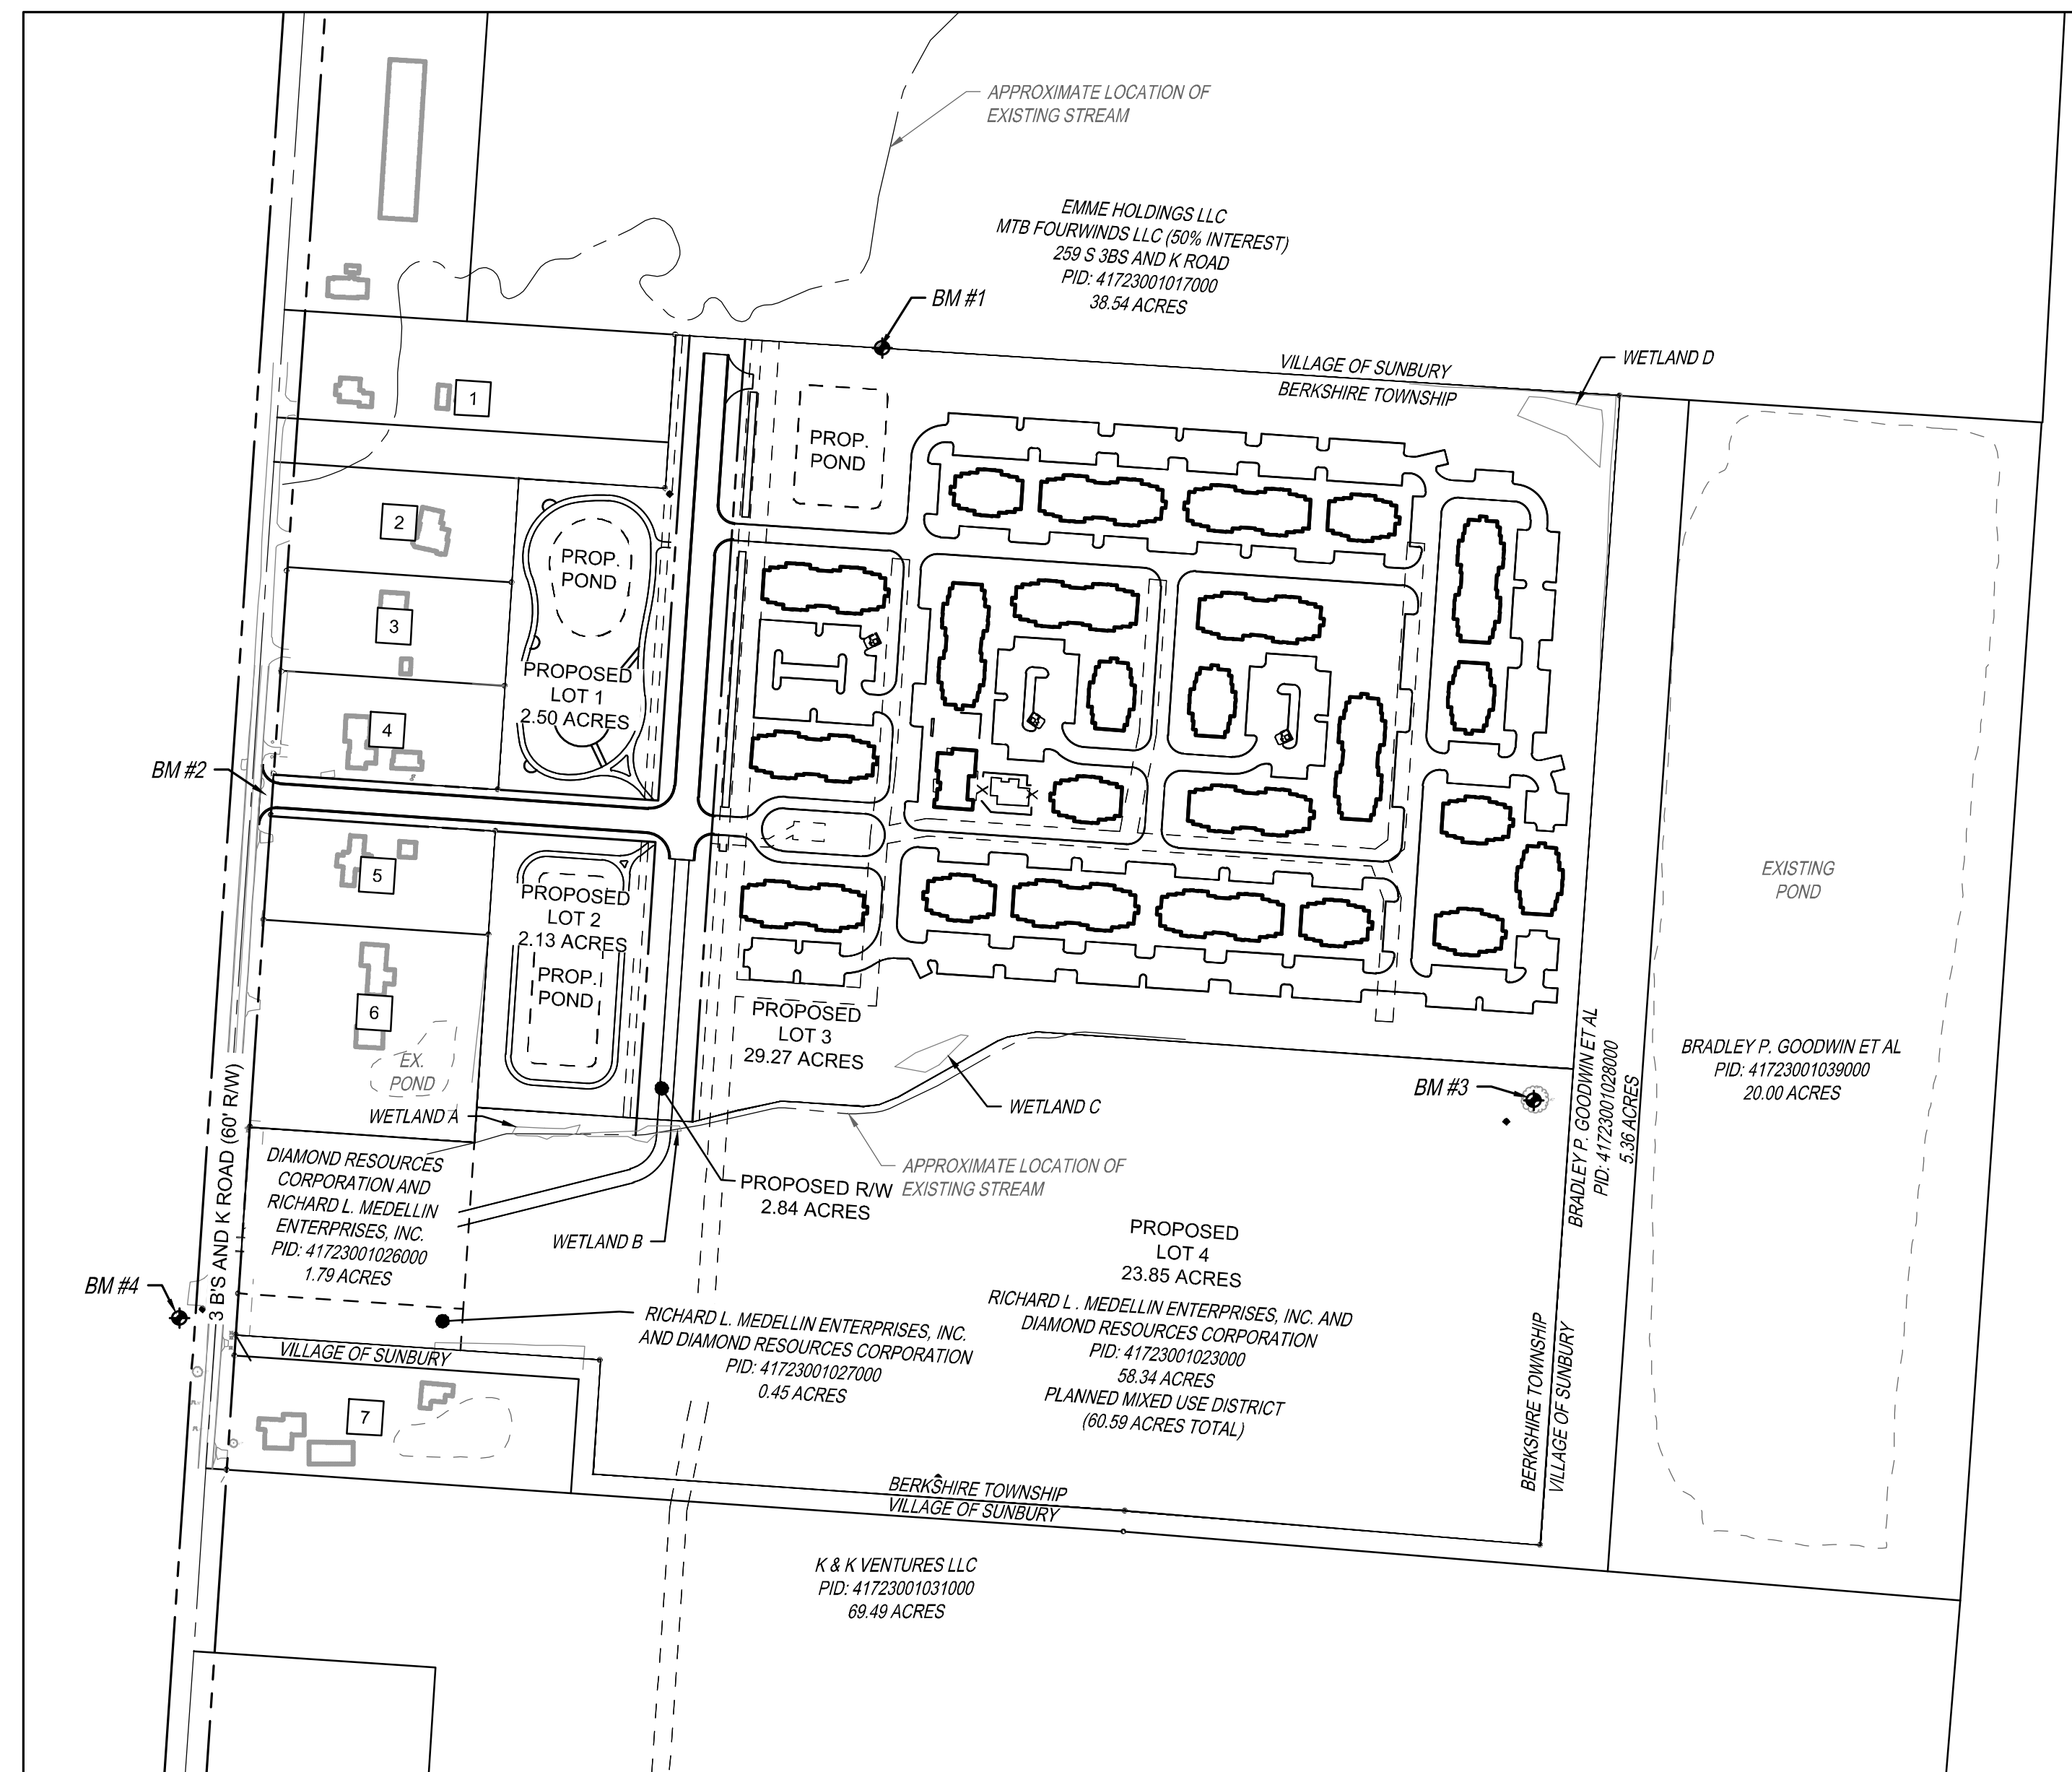 APPROXIMATE LOCATION OF
EXISTING STREAM
EMME HOLDINGS LLC
MTB FOURWINDS LLC (50% INTEREST)
259 S 3BS AND K ROAD
PID: 41723001017000
38.54 ACRES
BM #1
VILLAGE OF SUNBURY
BERKSHIRE TOWNSHIP
WETLAND D
1
PROP.
POND
2
PROP.
POND
3
PROPOSED
LOT 1
2.50 ACRES
4
BM #2
5
PROPOSED
LOT 2
2.13 ACRES
PROP.
POND
6
EX.
POND
EXISTING
POND
PROPOSED
LOT 3
29.27 ACRES
BRADLEY P. GOODWIN ET AL
PID: 41723001028000
5.36 ACRES
BRADLEY P. GOODWIN ET AL
PID: 41723001039000
20.00 ACRES
BM #3
WETLAND A
WETLAND C
3 B'S AND K ROAD (60' R/W)
DIAMOND RESOURCES
CORPORATION AND
RICHARD L. MEDELLIN
ENTERPRISES, INC.
PID: 41723001026000
1.79 ACRES
APPROXIMATE LOCATION OF
EXISTING STREAM
PROPOSED R/W
2.84 ACRES
WETLAND B
BM #4
PROPOSED
LOT 4
23.85 ACRES
RICHARD L . MEDELLIN ENTERPRISES, INC. AND
DIAMOND RESOURCES CORPORATION
PID: 41723001023000
58.34 ACRES
PLANNED MIXED USE DISTRICT
(60.59 ACRES TOTAL)
RICHARD L. MEDELLIN ENTERPRISES, INC.
AND DIAMOND RESOURCES CORPORATION
PID: 41723001027000
0.45 ACRES
VILLAGE OF SUNBURY
7
BERKSHIRE TOWNSHIP
VILLAGE OF SUNBURY
BERKSHIRE TOWNSHIP
VILLAGE OF SUNBURY
K & K VENTURES LLC
PID: 41723001031000
69.49 ACRES